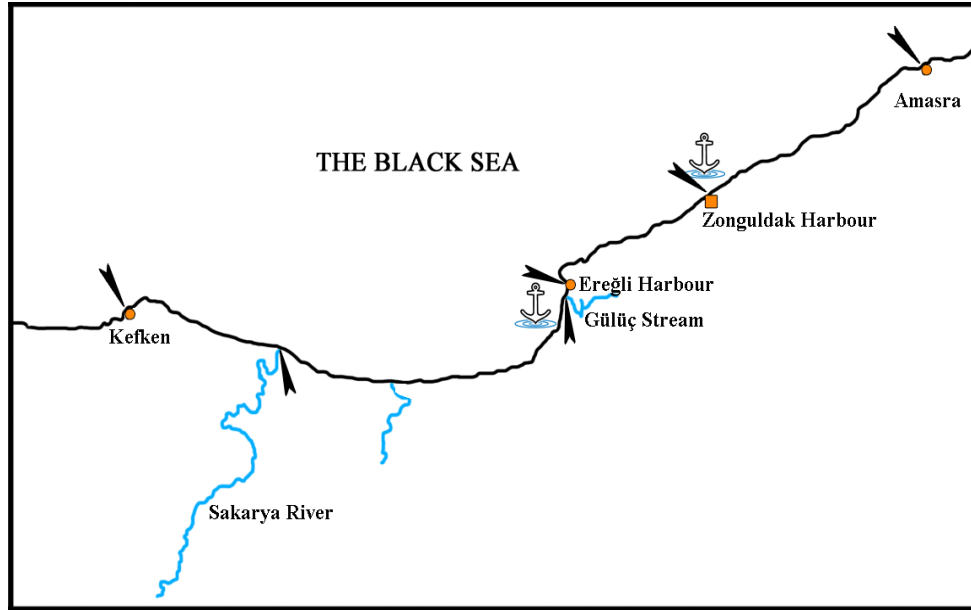 Amasra
THE BLACK SEA
Zonguldak Harbour
Ereğli Harbour
Gülüç Stream
Kefken
Sakarya River